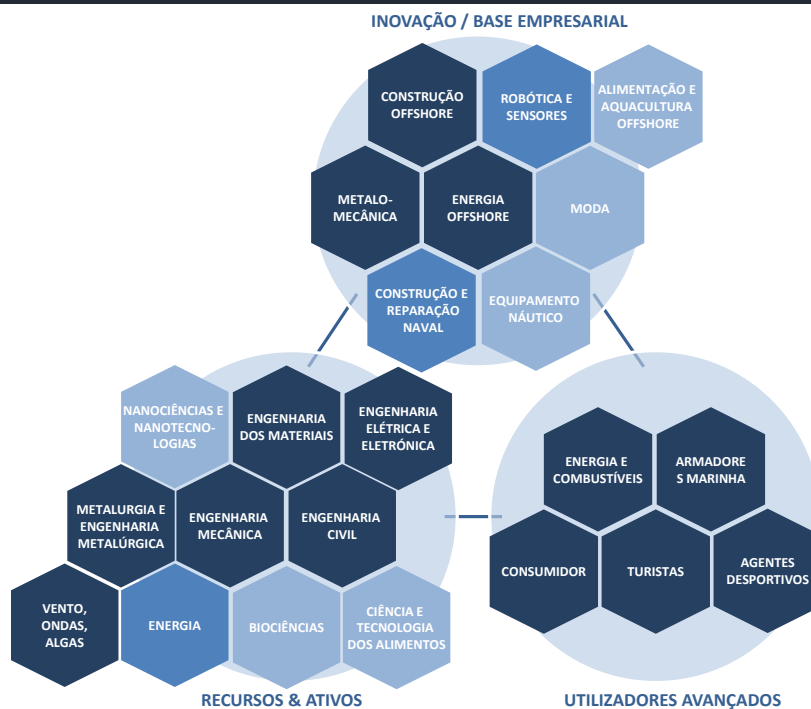 INOVAÇÃO / BASE EMPRESARIAL
CONSTRUÇÃO
OFFSHORE
ROBÓTICA E
SENSORES
ALIMENTAÇÃO E
AQUACULTURA
OFFSHORE
METALO-
MECÂNICA
ENERGIA
OFFSHORE
MODA
CONSTRUÇÃO E
REPARAÇÃO
NAVAL
EQUIPAMENTO
NÁUTICO
NANOCIÊNCIAS E
NANOTECNO-
LOGIAS
ENGENHARIA
DOS MATERIAIS
ENGENHARIA
ELÉTRICA E
ELETRÓNICA
METALURGIA E
ENGENHARIA
METALÚRGICA
ENGENHARIA
MECÂNICA
ENGENHARIA
CIVIL
VENTO,
ONDAS,
ALGAS
ENERGIA
BIOCIÊNCIAS
CIÊNCIA E
TECNOLOGIA
DOS ALIMENTOS
RECURSOS & ATIVOS
ENERGIA E
COMBUSTÍVEIS
ARMADORE
S MARINHA
CONSUMIDOR
TURISTAS
AGENTES
DESPORTIVOS
UTILIZADORES AVANÇADOS